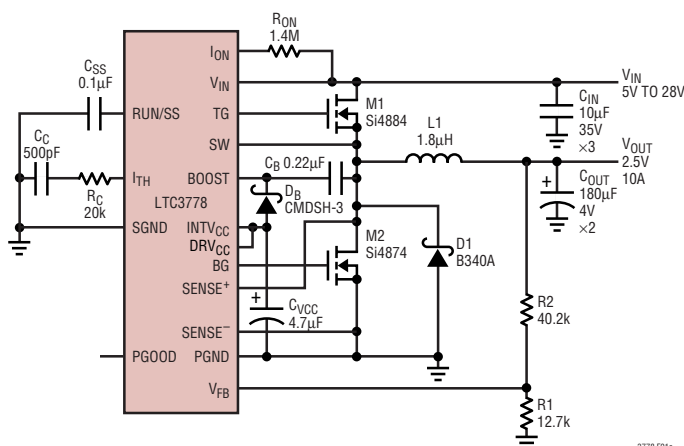 R_ON
1.4M
I_ON
C_SS
0.1µF
V_IN
V_IN
5V TO 28V
C_IN
10µF
35V
×3
RUN/SS
TG
M1
Si4884
C_C
500pF
SW
L1
1.8µH
V_OUT
2.5V
10A
I_TH
BOOST
C_B 0.22µF
R_C
20k
LTC3778
D_B
CMDSH-3
C_OUT
180µF
4V
×2
+
SGND
INTV_CC
DRV_CC
M2
Si4874
D1
B340A
BG
SENSE+
+
C_VCC
4.7µF
R2
40.2k
SENSE−
PGOOD
PGND
V_FB
R1
12.7k